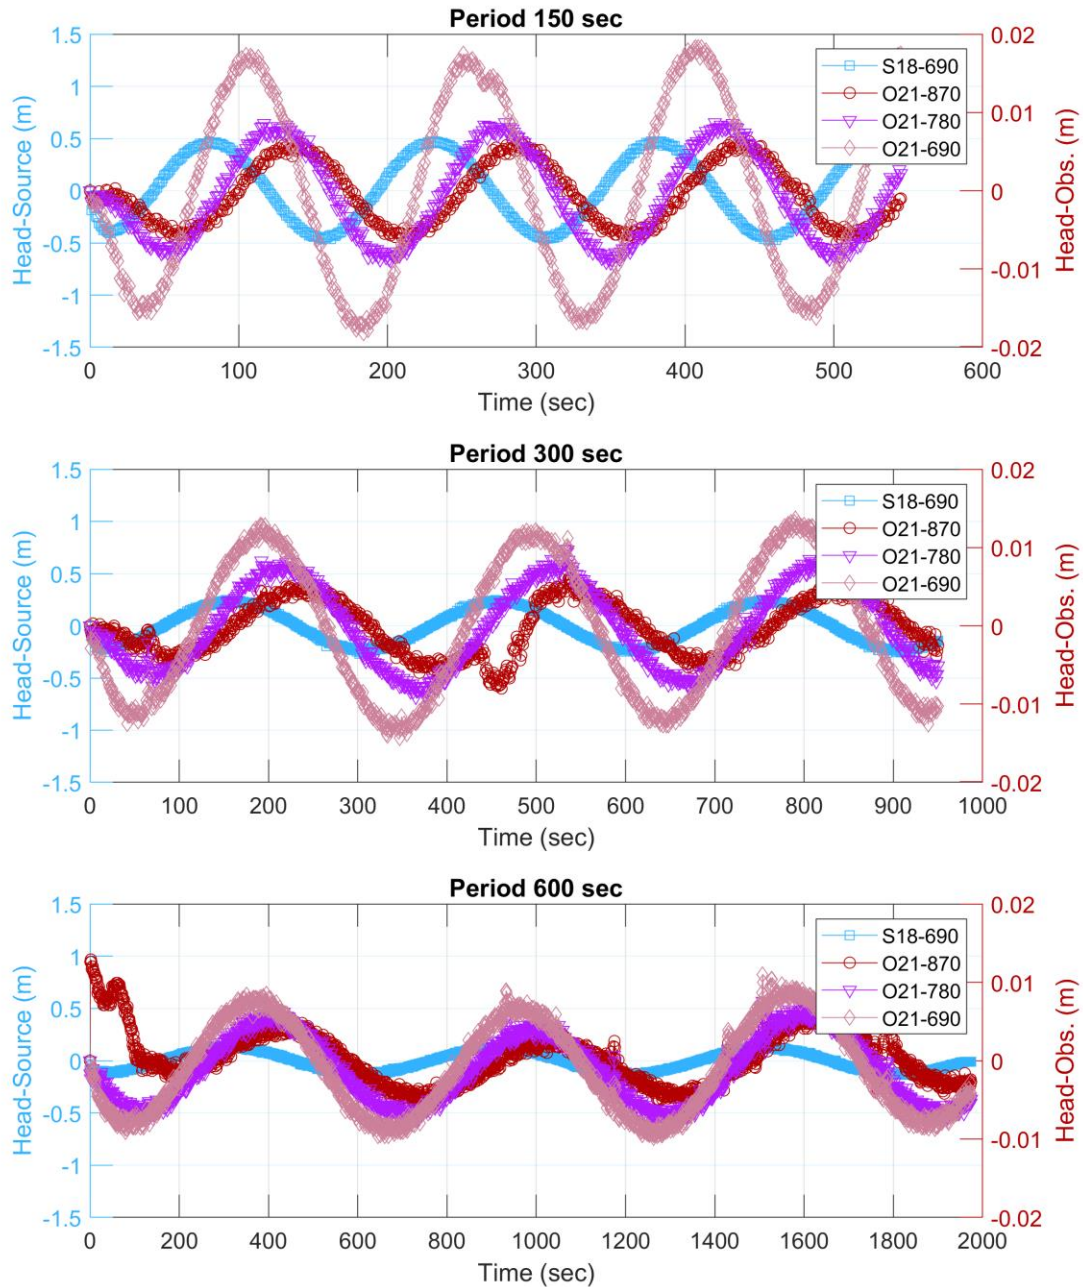 Period 150 sec
1.5
1
0.5
0
-0.5
-1
-1.5
Head-Source (m)
0.02
0.01
0
-0.01
-0.02
Head-Obs. (m)
S18-690
O21-870
O21-780
O21-690
0 100 200 300 400 500 600
Time (sec)
Period 300 sec
1.5
1
0.5
0
-0.5
-1
-1.5
Head-Source (m)
0.02
0.01
0
-0.01
-0.02
Head-Obs. (m)
S18-690
O21-870
O21-780
O21-690
0 100 200 300 400 500 600 700 800 900 1000
Time (sec)
Period 600 sec
1.5
1
0.5
0
-0.5
-1
-1.5
Head-Source (m)
0.02
0.01
0
-0.01
-0.02
Head-Obs. (m)
S18-690
O21-870
O21-780
O21-690
0 200 400 600 800 1000 1200 1400 1600 1800 2000
Time (sec)